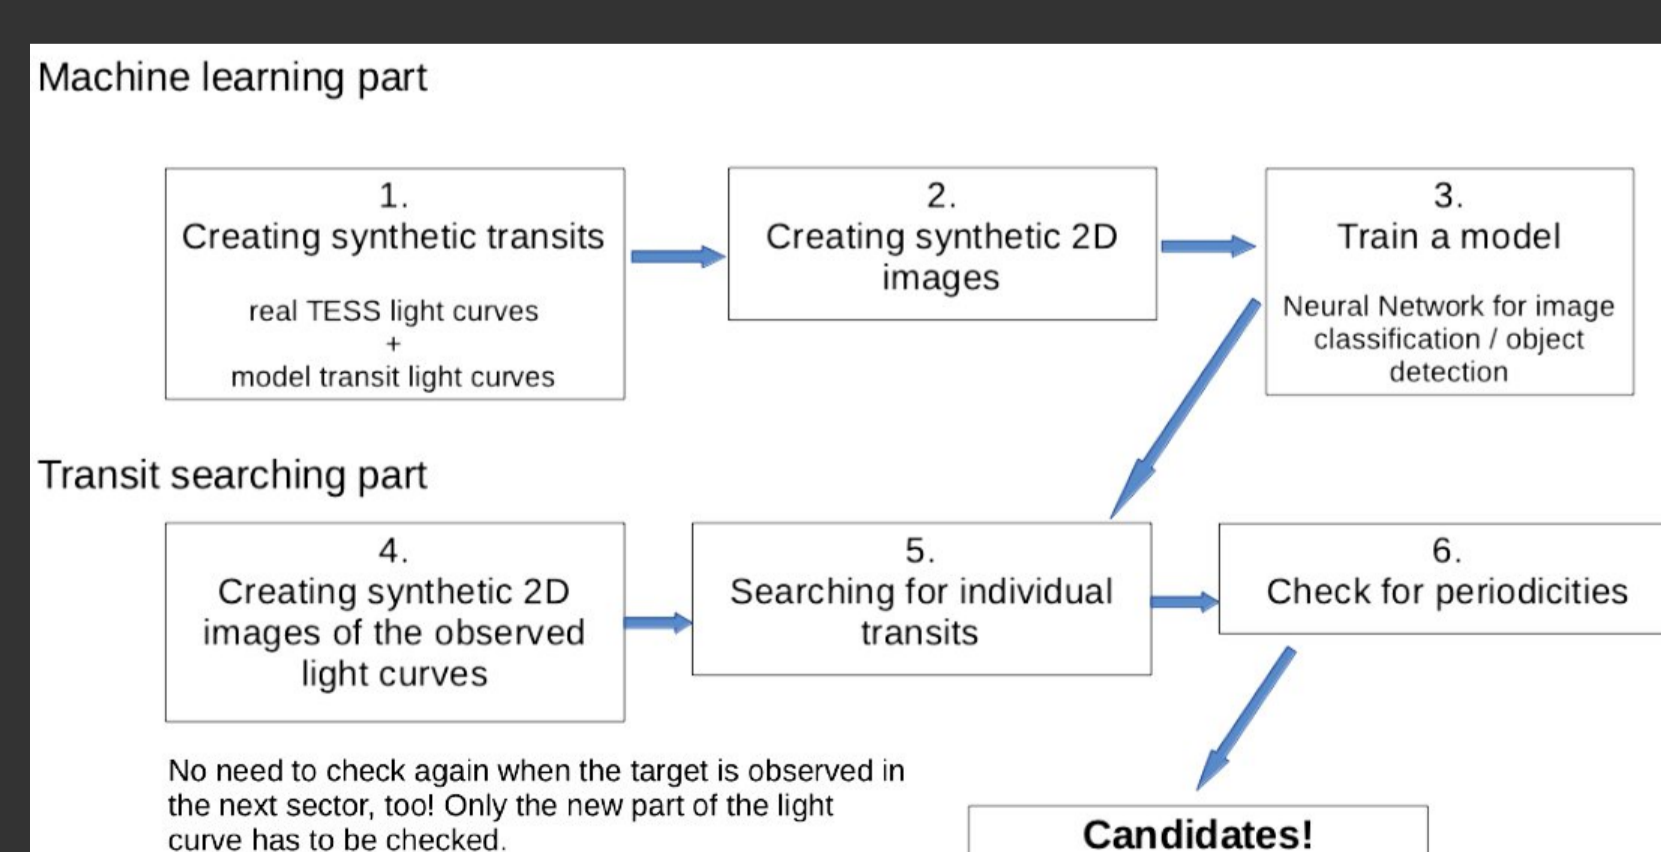 Machine learning part
1.
Creating synthetic transits
real TESS light curves
+
model transit light curves
2.
Creating synthetic 2D
images
3.
Train a model
Neural Network for image
classification / object
detection
Transit searching part
4.
Creating synthetic 2D
images of the observed
light curves
5.
Searching for individual
transits
6.
Check for periodicities
No need to check again when the target is observed in
the next sector, too! Only the new part of the light
curve has to be checked.
Candidates!